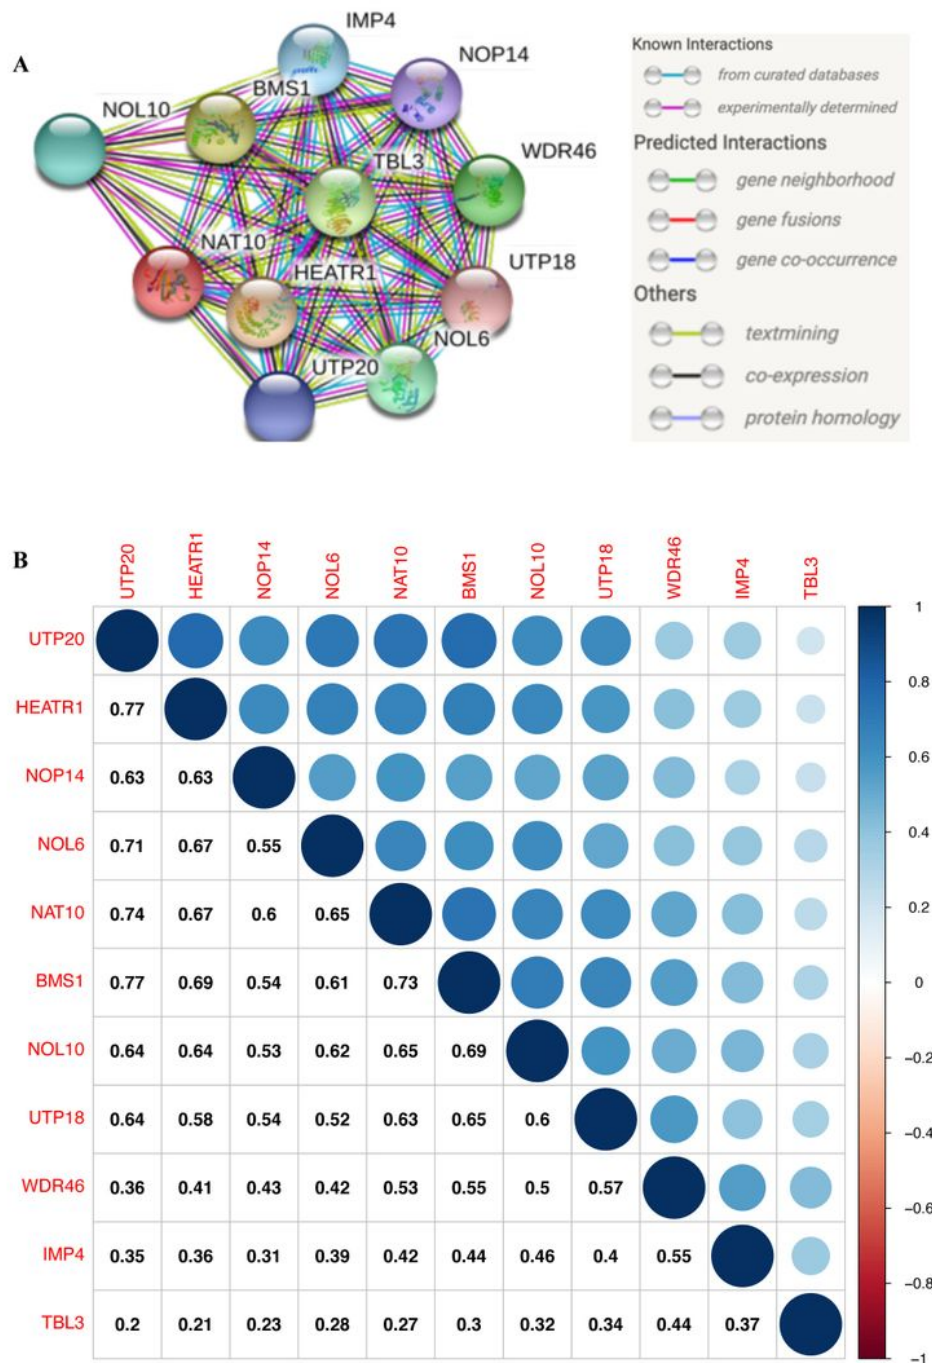 A
IMP4
NOP14
BMS1
NOL10
TBL3
WDR46
NAT10
HEATR1
UTP18
NOL6
UTP20
Known Interactions
from curated databases
experimentally determined
Predicted Interactions
gene neighborhood
gene fusions
gene co-occurrence
Others
textmining
co-expression
protein homology
B
UTP20 HEATR1 NOP14 NOL6 NAT10 BMS1 NOL10 UTP18 WDR46 IMP4 TBL3
UTP20
HEATR1 0.77
NOP14 0.63 0.63
NOL6 0.71 0.67 0.55
NAT10 0.74 0.67 0.6 0.65
BMS1 0.77 0.69 0.54 0.61 0.73
NOL10 0.64 0.64 0.53 0.62 0.65 0.69
UTP18 0.64 0.58 0.54 0.52 0.63 0.65 0.6
WDR46 0.36 0.41 0.43 0.42 0.53 0.55 0.5 0.57
IMP4 0.35 0.36 0.31 0.39 0.42 0.44 0.46 0.4 0.55
TBL3 0.2 0.21 0.23 0.28 0.27 0.3 0.32 0.34 0.44 0.37
1
0.8
0.6
0.4
0.2
0
−0.2
−0.4
−0.6
−0.8
−1